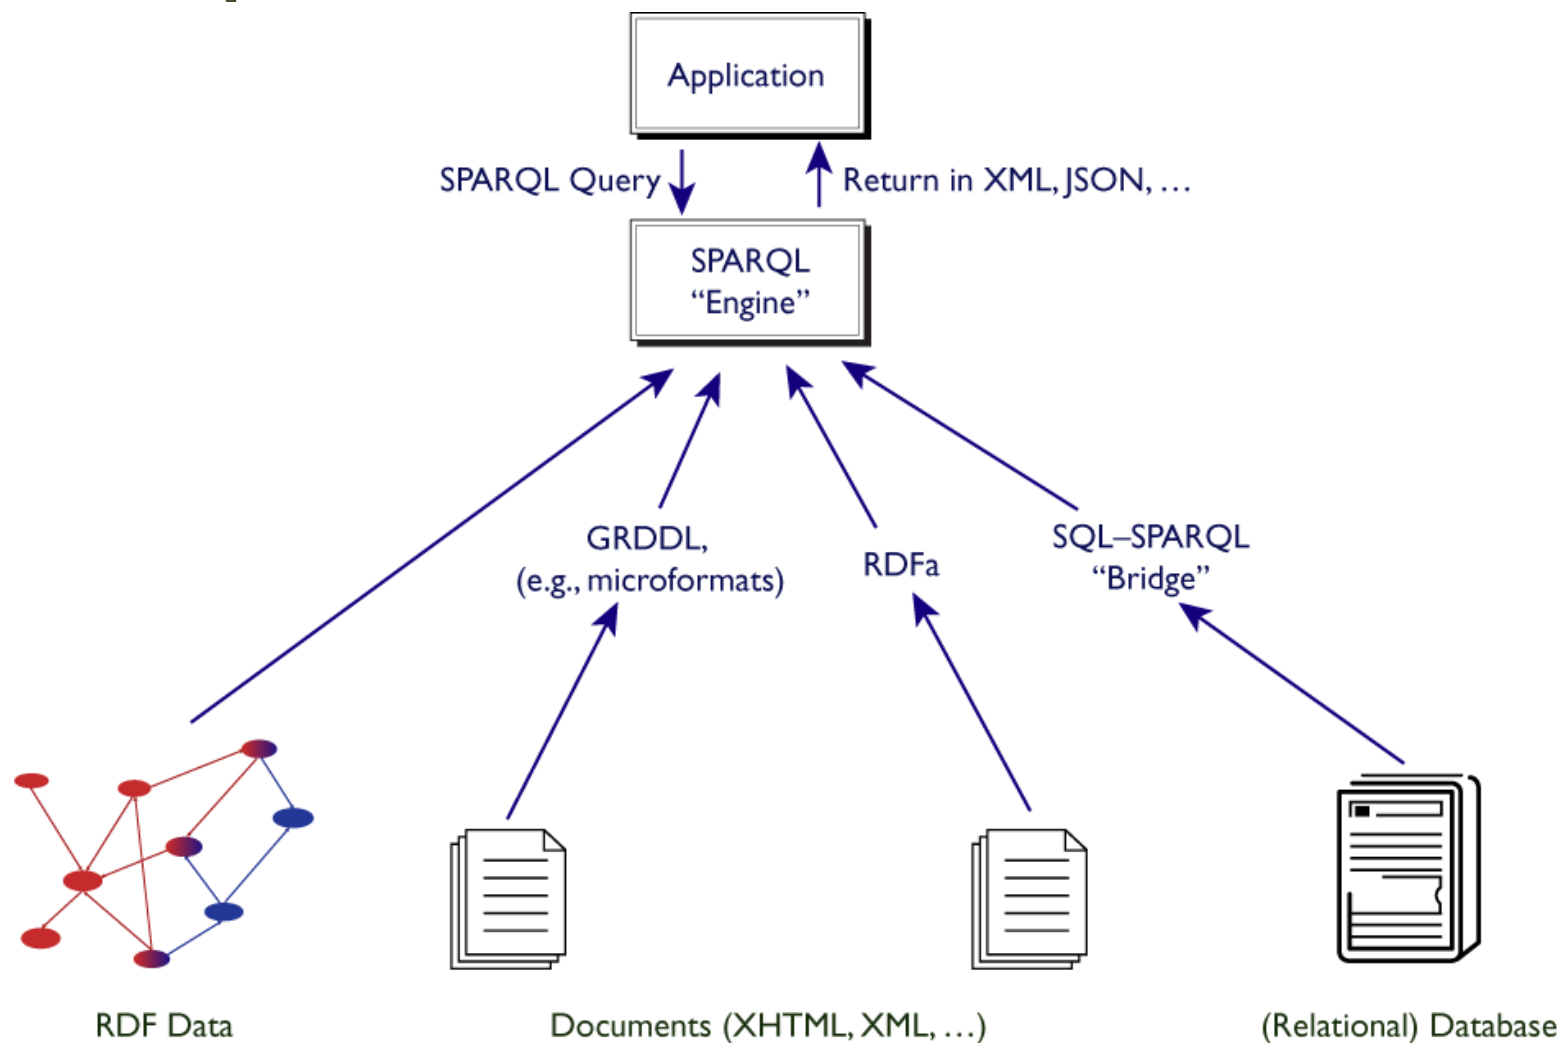 Application
SPARQL Query
Return in XML, JSON, …
SPARQL
“Engine”
GRDDL,
(e.g., microformats)
RDFa
SQL–SPARQL
“Bridge”
RDF Data
Documents (XHTML, XML, …)
(Relational) Database